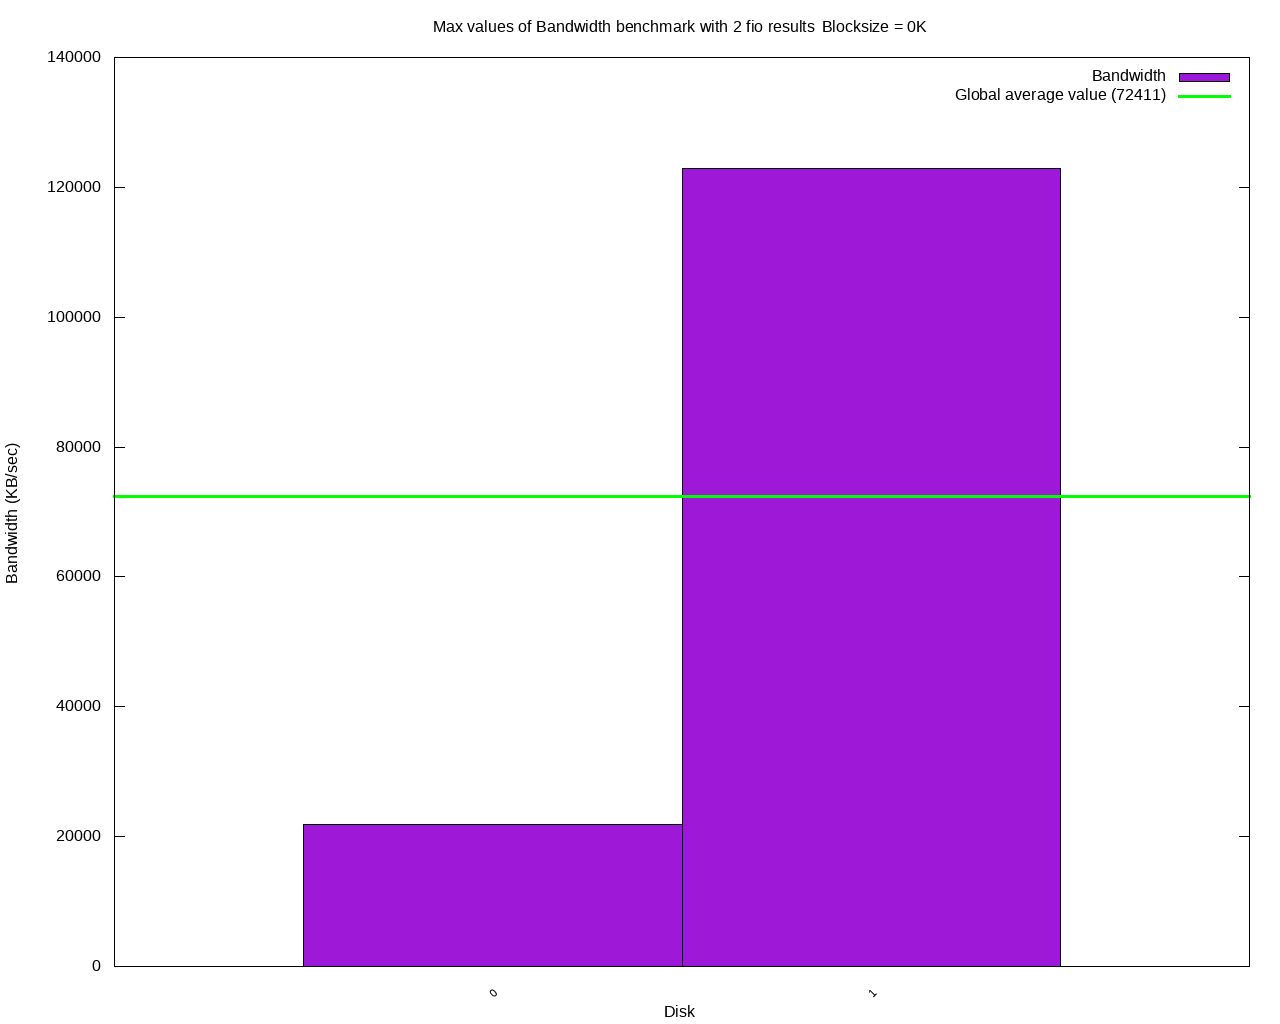 Max values of Bandwidth benchmark with 2 fio results Blocksize = 0K
140000
Bandwidth
Global average value (72411)
120000
100000
80000
Bandwidth (KB/sec)
60000
40000
20000
0
0
1
Disk